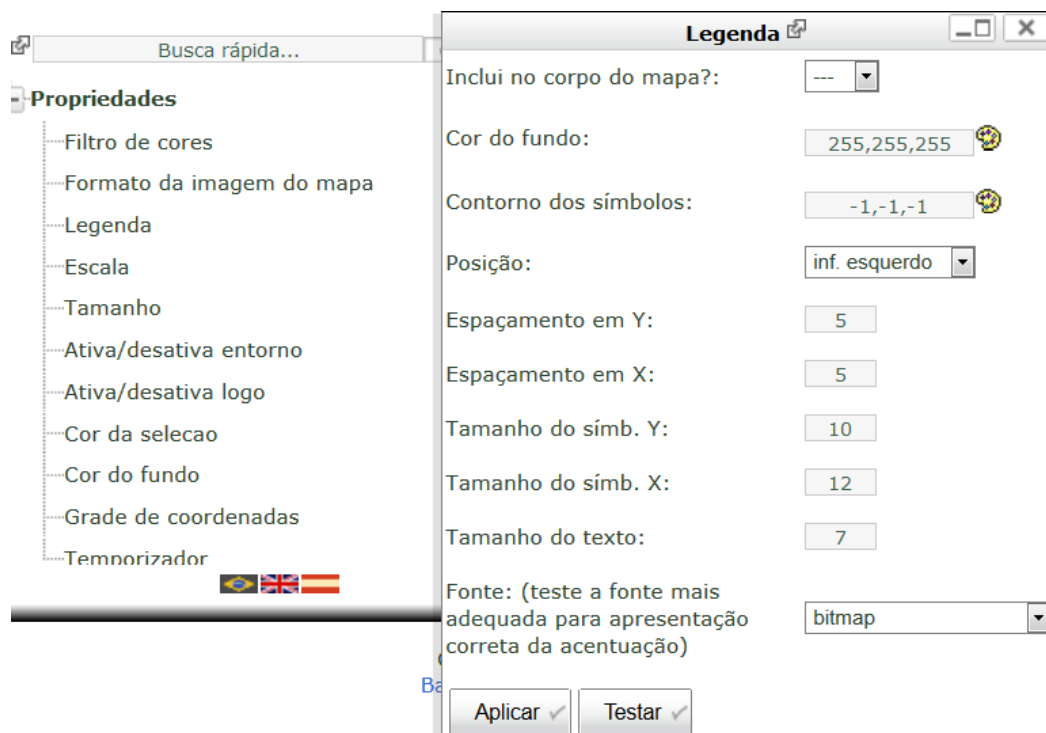 Busca rápida...
Propriedades
Filtro de cores
Formato da imagem do mapa
Legenda
Escala
Tamanho
Ativa/desativa entorno
Ativa/desativa logo
Cor da selecao
Cor do fundo
Grade de coordenadas
Temporizador
Legenda
Inclui no corpo do mapa?: ---
Cor do fundo: 255,255,255
Contorno dos símbolos: -1,-1,-1
Posição: inf. esquerdo
Espaçamento em Y: 5
Espaçamento em X: 5
Tamanho do símb. Y: 10
Tamanho do símb. X: 12
Tamanho do texto: 7
Fonte: (teste a fonte mais
adequada para apresentação bitmap
correta da acentuação)
Aplicar Testar